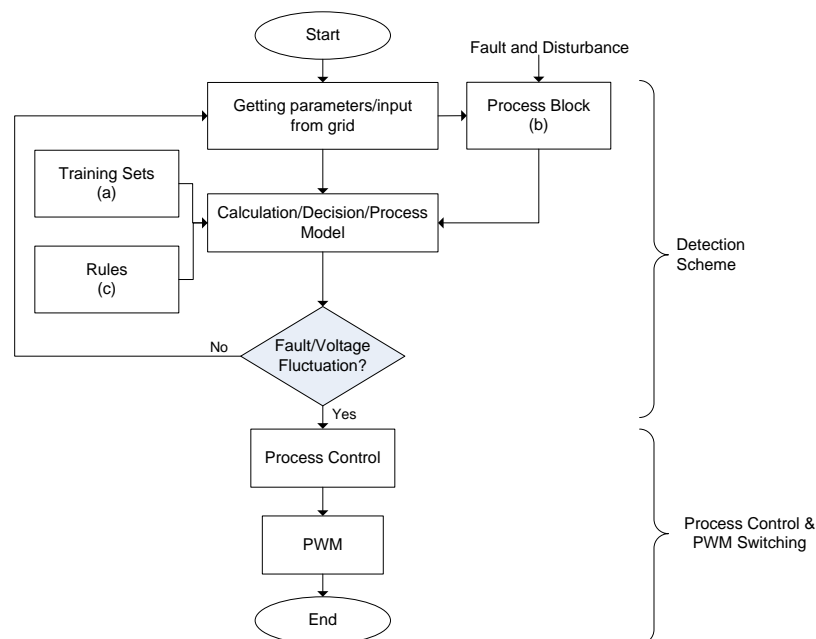 Start
Fault and Disturbance
Getting parameters/input
from grid
Process Block
(b)
Training Sets
(a)
Calculation/Decision/Process
Model
Rules
(c)
Detection
Scheme
Fault/Voltage
Fluctuation?
No
Yes
Process Control
Process Control &
PWM Switching
PWM
End